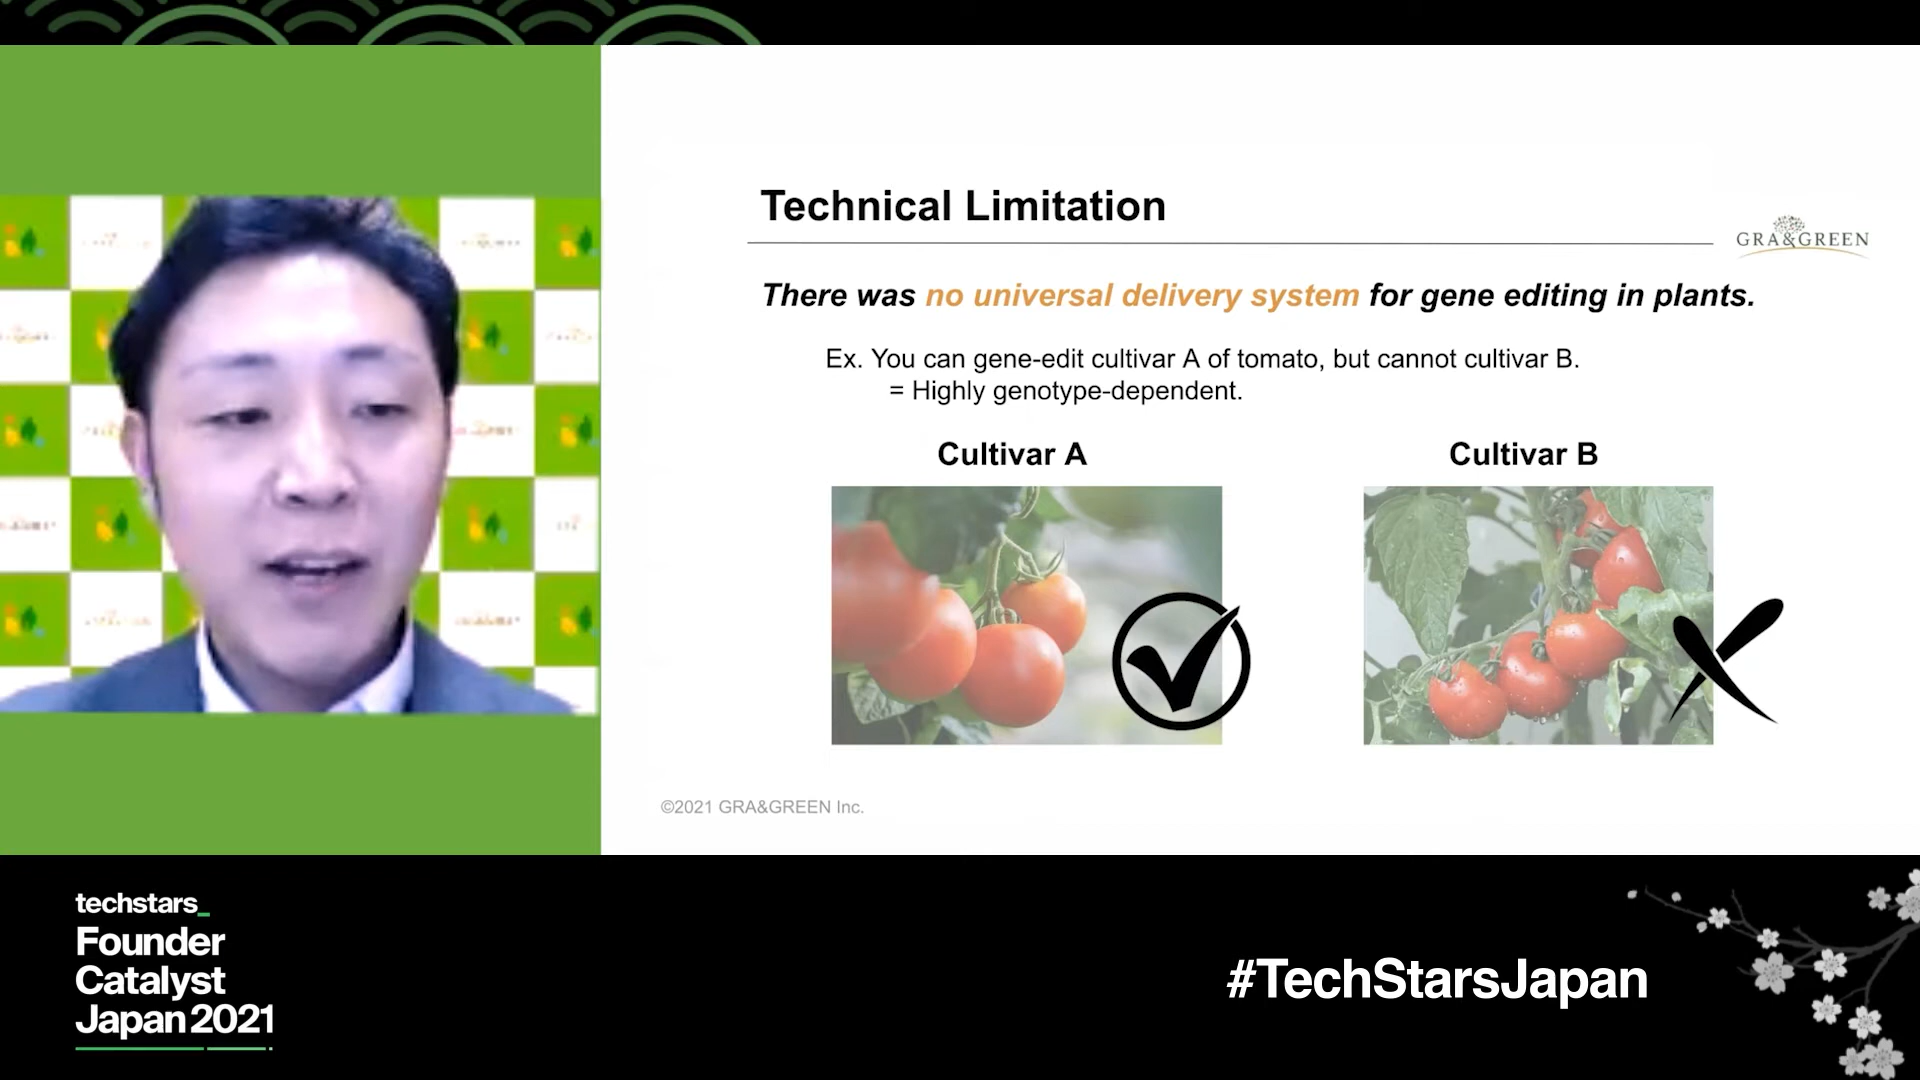 Technical Limitation
GRA&GREEN
There was no universal delivery system for gene editing in plants.
Ex. You can gene-edit cultivar A of tomato, but cannot cultivar B.
= Highly genotype-dependent.
Cultivar A
Cultivar B
©2021 GRA&GREEN Inc.
techstars_
Founder
Catalyst
Japan 2021
#TechStarsJapan